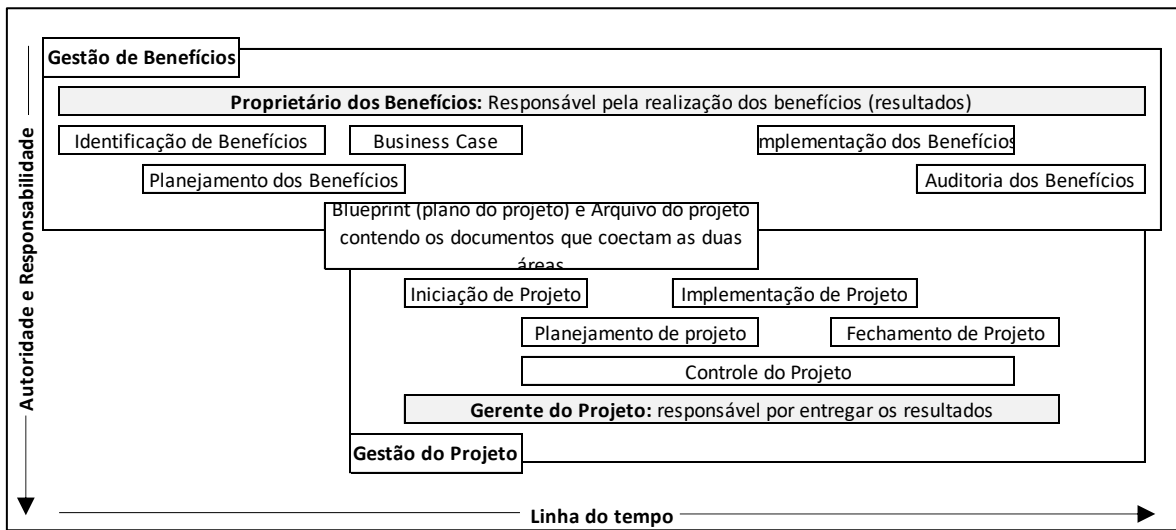 Gestão de Benefícios
Proprietário dos Benefícios: Responsável pela realização dos benefícios (resultados)
Identificação de Benefícios
Business Case
mplementação dos Benefícios
Planejamento dos Benefícios
Auditoria dos Benefícios
Blueprint (plano do projeto) e Arquivo do projeto
contendo os documentos que coectam as duas
áreas
Iniciação de Projeto
Implementação de Projeto
Planejamento de projeto
Fechamento de Projeto
Controle do Projeto
Gerente do Projeto: responsável por entregar os resultados
Gestão do Projeto
Autoridade e Responsabilidade
Linha do tempo